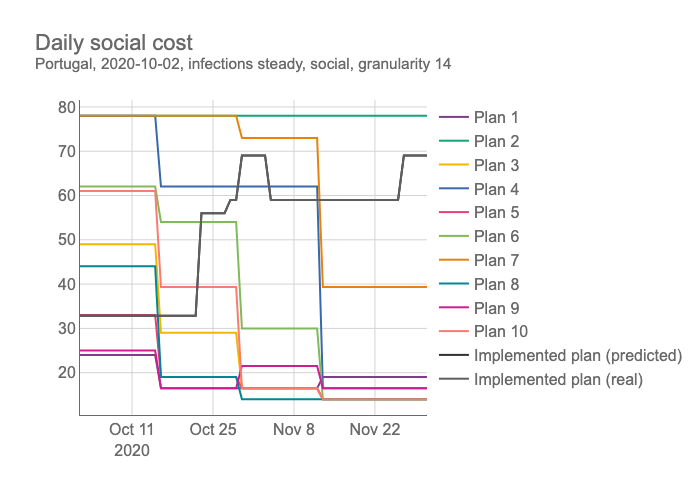 Daily social cost
Portugal, 2020-10-02, infections steady, social, granularity 14
80
70
60
50
40
30
20
Oct 11
2020
Oct 25
Nov 8
Nov 22
Plan 1
Plan 2
Plan 3
Plan 4
Plan 5
Plan 6
Plan 7
Plan 8
Plan 9
Plan 10
Implemented plan (predicted)
Implemented plan (real)